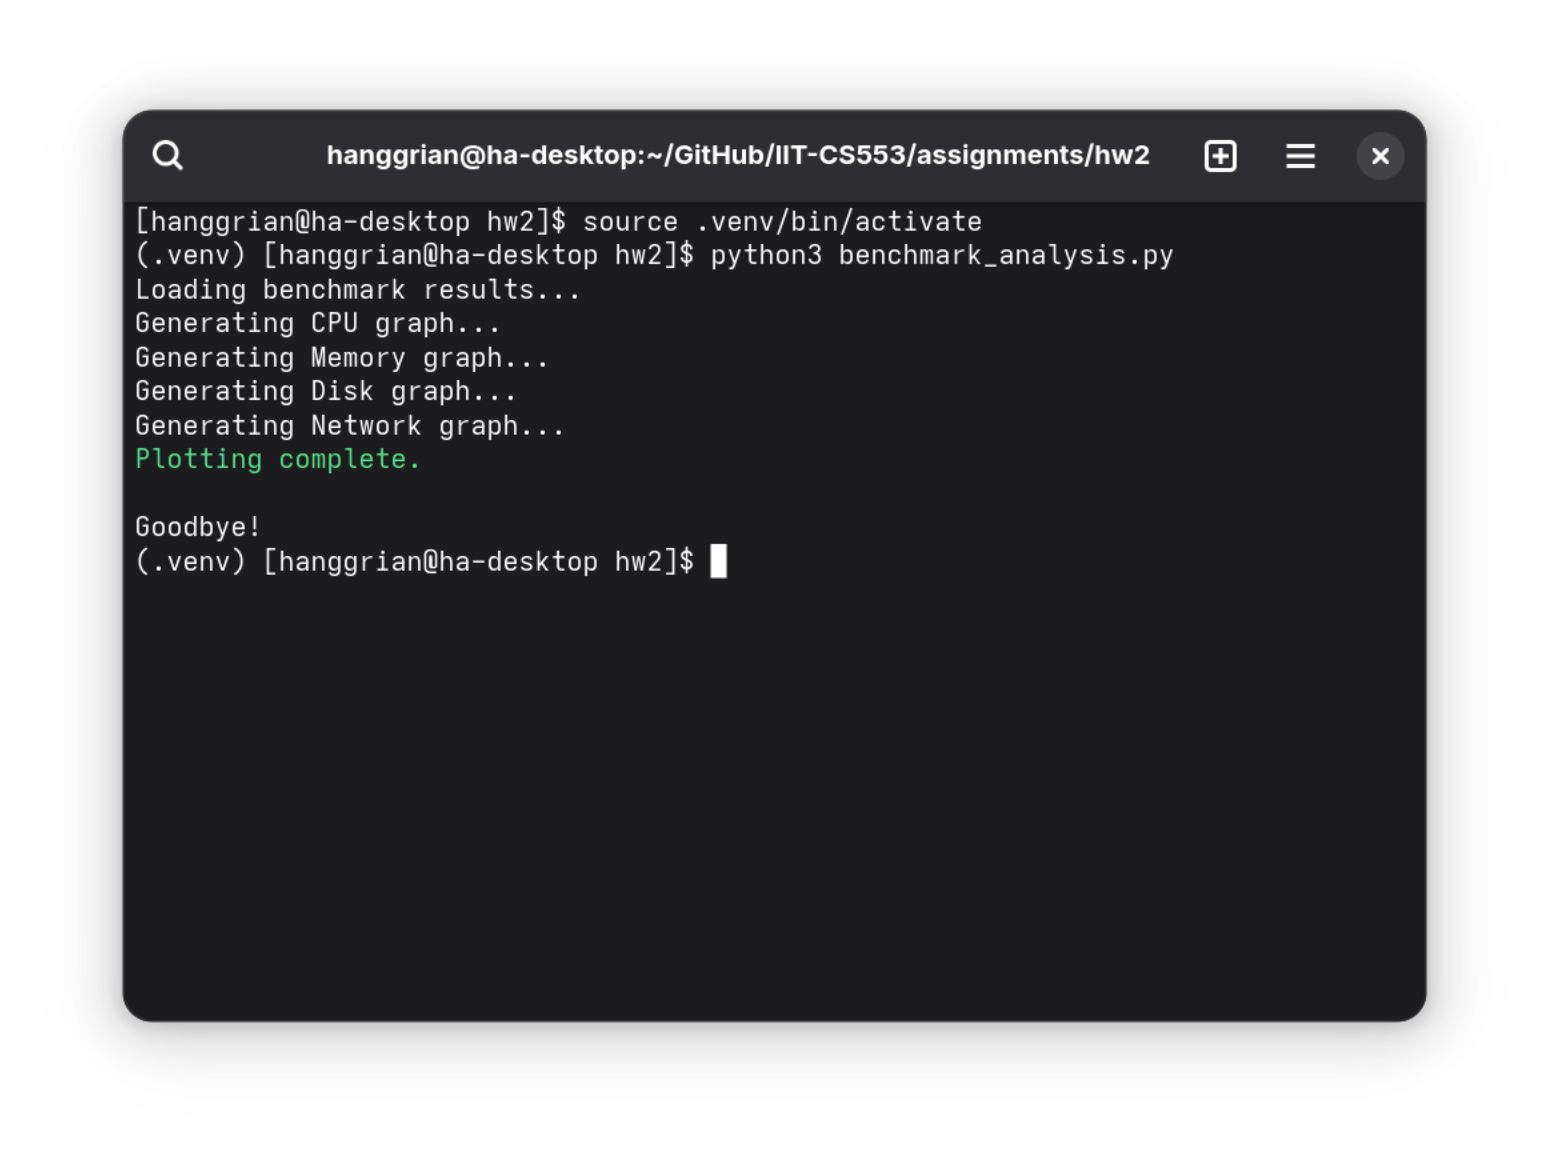 hanggrian@ha-desktop:~/GitHub/IIT-CS553/assignments/hw2
[hanggrian@ha-desktop hw2]$ source .venv/bin/activate
(.venv) [hanggrian@ha-desktop hw2]$ python3 benchmark_analysis.py
Loading benchmark results...
Generating CPU graph...
Generating Memory graph...
Generating Disk graph...
Generating Network graph...
Plotting complete.
Goodbye!
(.venv) [hanggrian@ha-desktop hw2]$